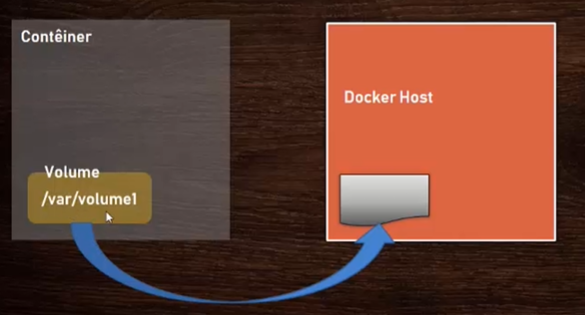 Contêiner
Docker Host
Volume
/var/volume1